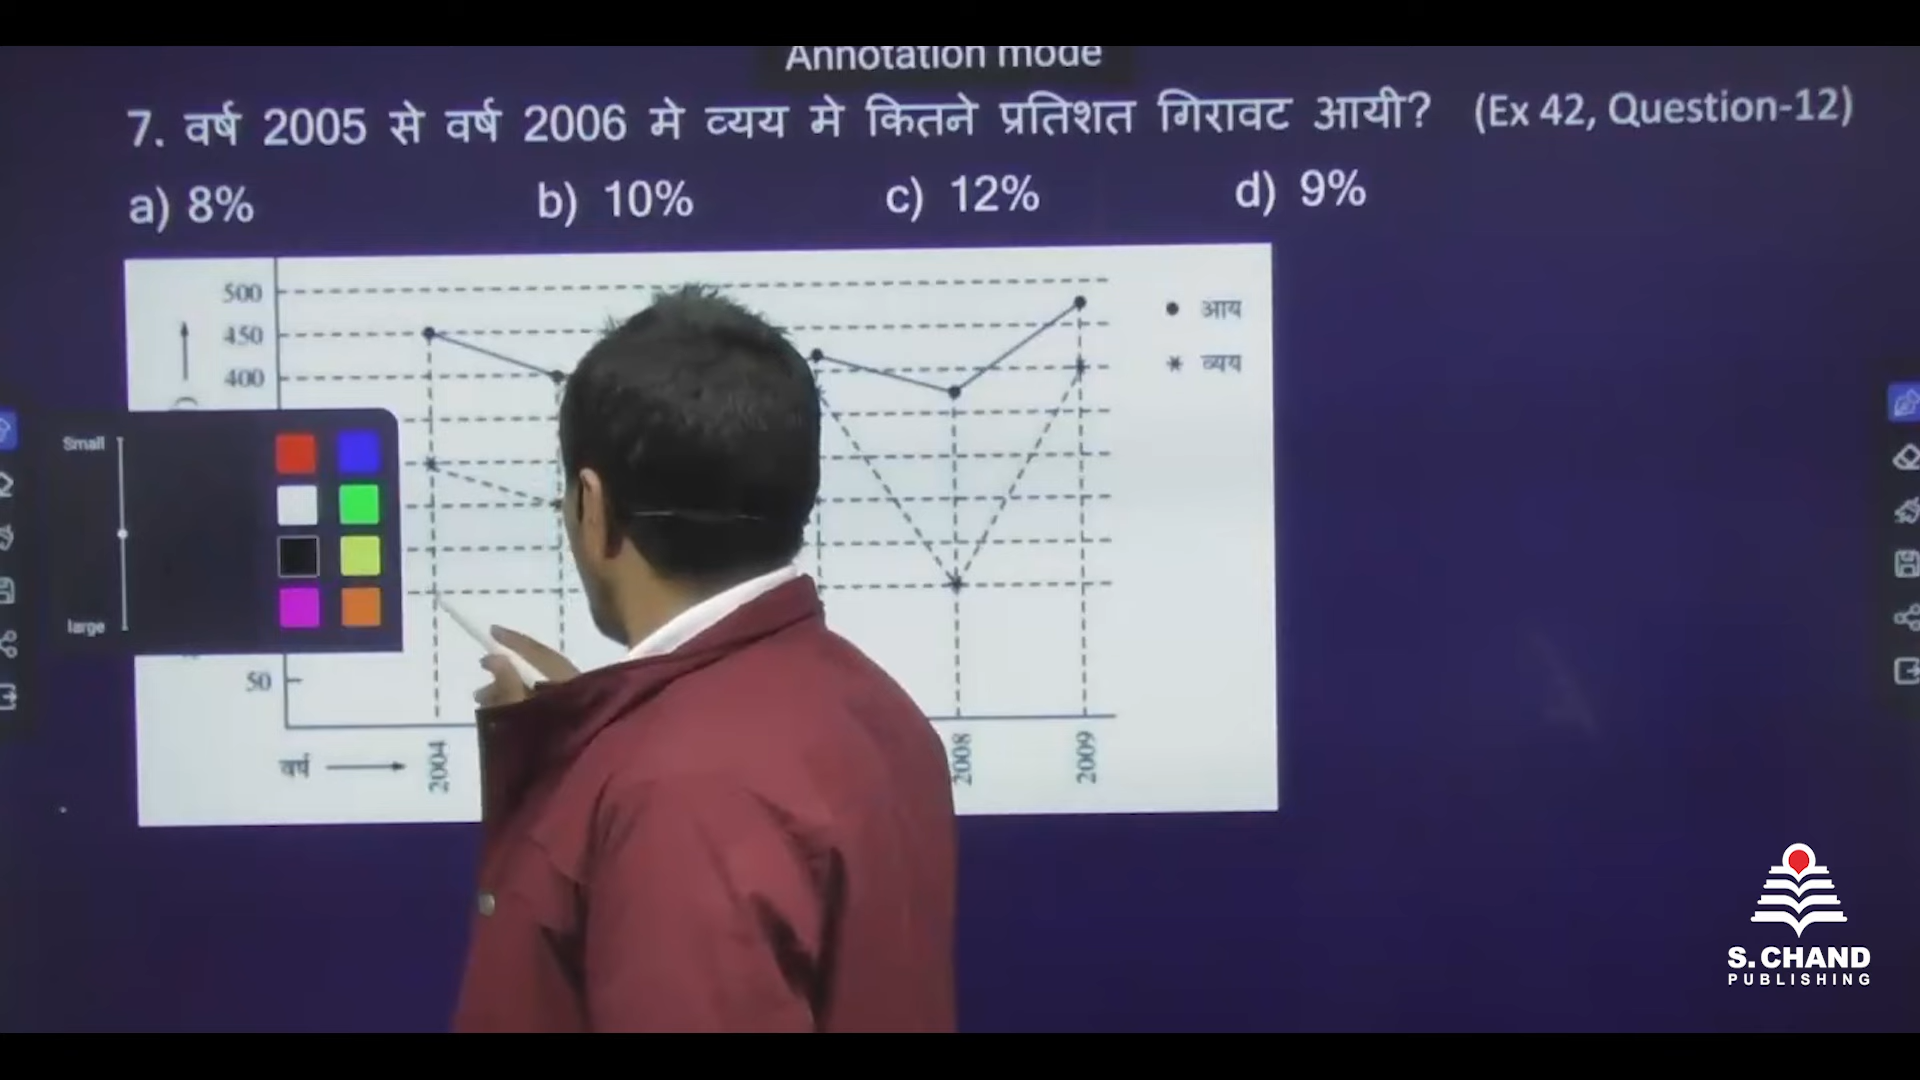 Annotation mode
7. वर्ष 2005 से वर्ष 2006 मे व्यय मे कितने प्रतिशत गिरावट आयी? (Ex 42, Question-12)
a) 8% b) 10% c) 12% d) 9%
500
450
400
50
आय
व्यय
Small
large
वर्ष
2004
2008
2009
S. CHAND
PUBLISHING